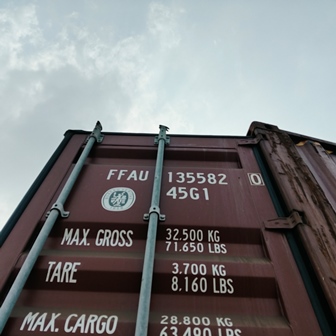 FFAU 135582 0
45G1
MAX. GROSS 32.500 KG
71.650 LBS
TARE 3.700 KG
8.160 LBS
MAX. CARGO 28.800 KG
63.490 LBS